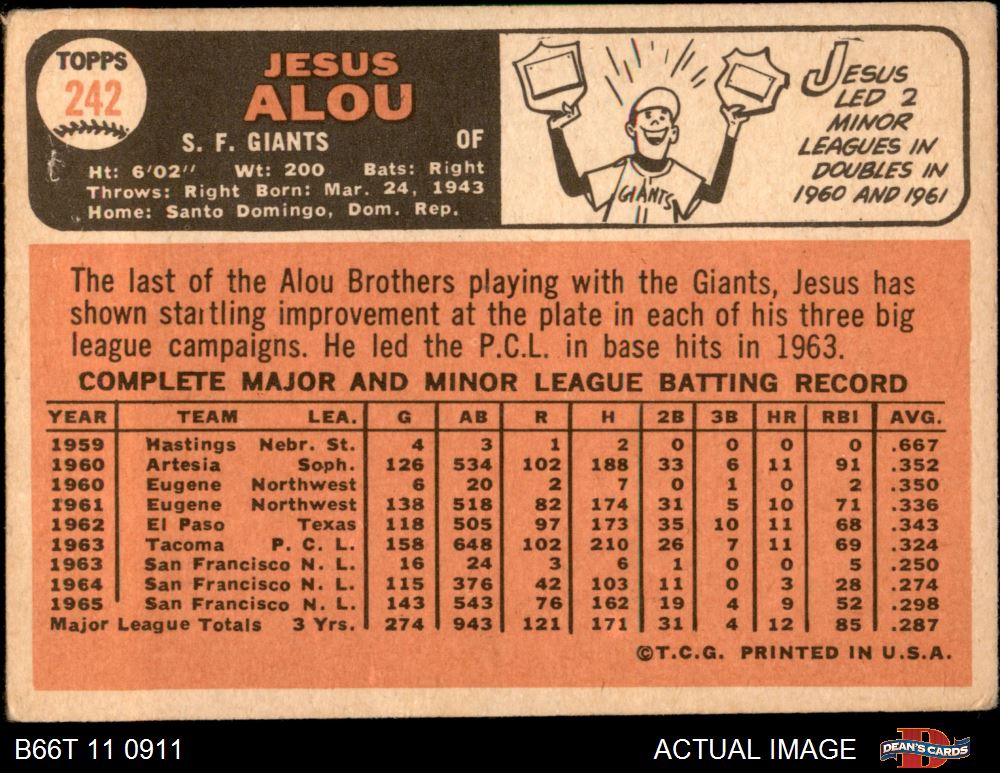 TOPPS
242
JESUS
ALOU
S. F. GIANTS OF
Ht: 6'02" Wt: 200 Bats: Right
Throws: Right Born: Mar. 24, 1943
Home: Santo Domingo, Dom. Rep.
GIANTS
JESUS
LED 2
MINOR
LEAGUES IN
DOUBLES IN
1960 AND 1961
The last of the Alou Brothers playing with the Giants, Jesus has
shown startling improvement at the plate in each of his three big
league campaigns. He led the P.C.L. in base hits in 1963.
COMPLETE MAJOR AND MINOR LEAGUE BATTING RECORD
YEAR TEAM LEA. G AB R H 2B 3B HR RBI AVG.
1959 Hastings Nebr. St. 4 3 1 2 0 0 0 0 .667
1960 Artesia Soph. 126 534 102 188 33 6 11 91 .352
1960 Eugene Northwest 6 20 2 7 0 1 0 2 .350
1961 Eugene Northwest 138 518 82 174 31 5 10 71 .336
1962 El Paso Texas 118 505 97 173 35 10 11 68 .343
1963 Tacoma P. C. L. 158 648 102 210 26 7 11 69 .324
1963 San Francisco N. L. 16 24 3 6 1 0 0 5 .250
1964 San Francisco N. L. 115 376 42 103 11 0 3 28 .274
1965 San Francisco N. L. 143 543 76 162 19 4 9 52 .298
Major League Totals 3 Yrs. 274 943 121 171 31 4 12 85 .287
©T.C.G. PRINTED IN U.S.A.
B66T 11 0911 ACTUAL IMAGE DEAN'S CARDS